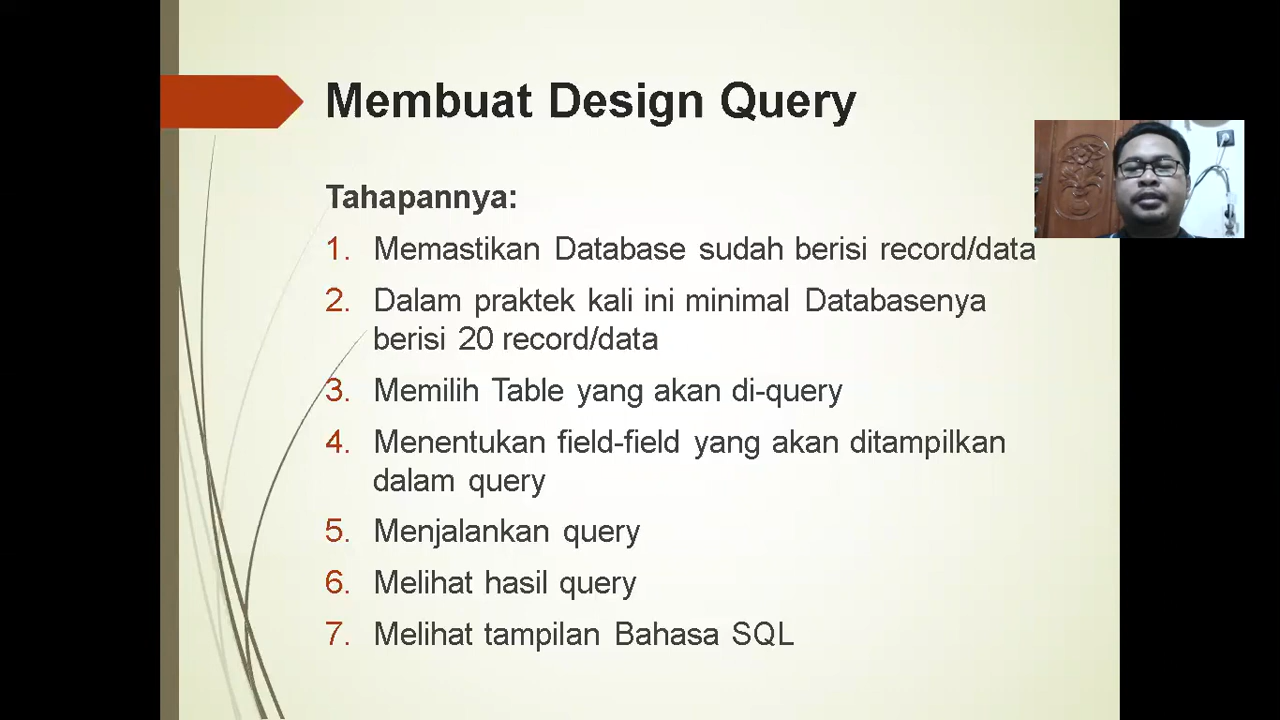 Membuat Design Query
Tahapannya:
1. Memastikan Database sudah berisi record/data
2. Dalam praktek kali ini minimal Databasenya
berisi 20 record/data
3. Memilih Table yang akan di-query
4. Menentukan field-field yang akan ditampilkan
dalam query
5. Menjalankan query
6. Melihat hasil query
7. Melihat tampilan Bahasa SQL